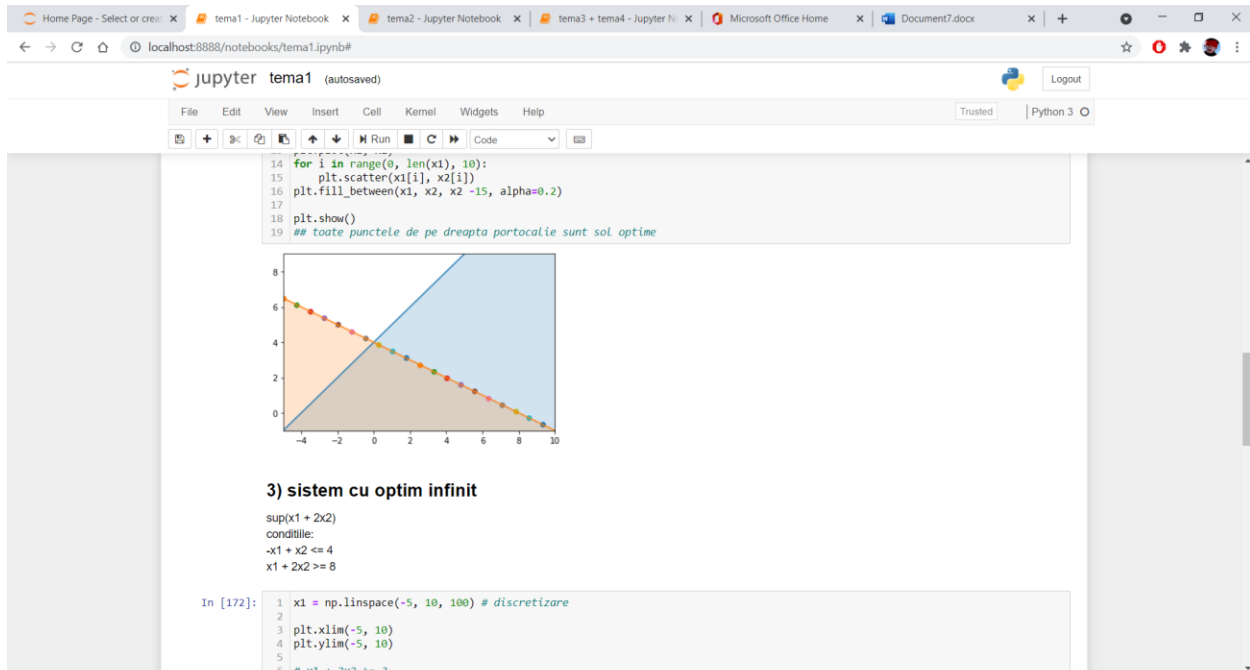 Home Page - Select or creat
tema1 - Jupyter Notebook
tema2 - Jupyter Notebook
tema3 + tema4 - Jupyter N
Microsoft Office Home
Document7.docx
localhost:8888/notebooks/tema1.ipynb#
jupyter tema1 (autosaved)
Logout
File Edit View Insert Cell Kernel Widgets Help
Trusted
Python 3
Run
Code
14 for i in range(0, len(x1), 10):
15 plt.scatter(x1[i], x2[i])
16 plt.fill_between(x1, x2, x2 -15, alpha=0.2)
17
18 plt.show()
19 ## toate punctele de pe dreapta portocalie sunt sol optime
8
6
4
2
0
−4 −2 0 2 4 6 8 10
3) sistem cu optim infinit
sup(x1 + 2x2)
conditiile:
-x1 + x2 <= 4
x1 + 2x2 >= 8
In [172]:
1 x1 = np.linspace(-5, 10, 100) # discretizare
2
3 plt.xlim(-5, 10)
4 plt.ylim(-5, 10)
5